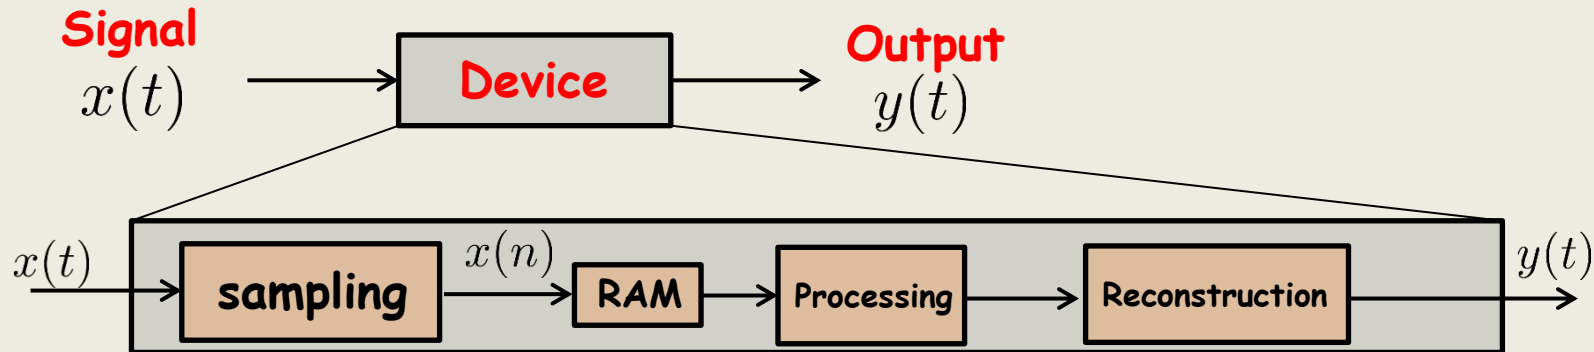 Signal
x(t)
Device
Output
y(t)
x(t)
sampling
x(n)
RAM
Processing
Reconstruction
y(t)